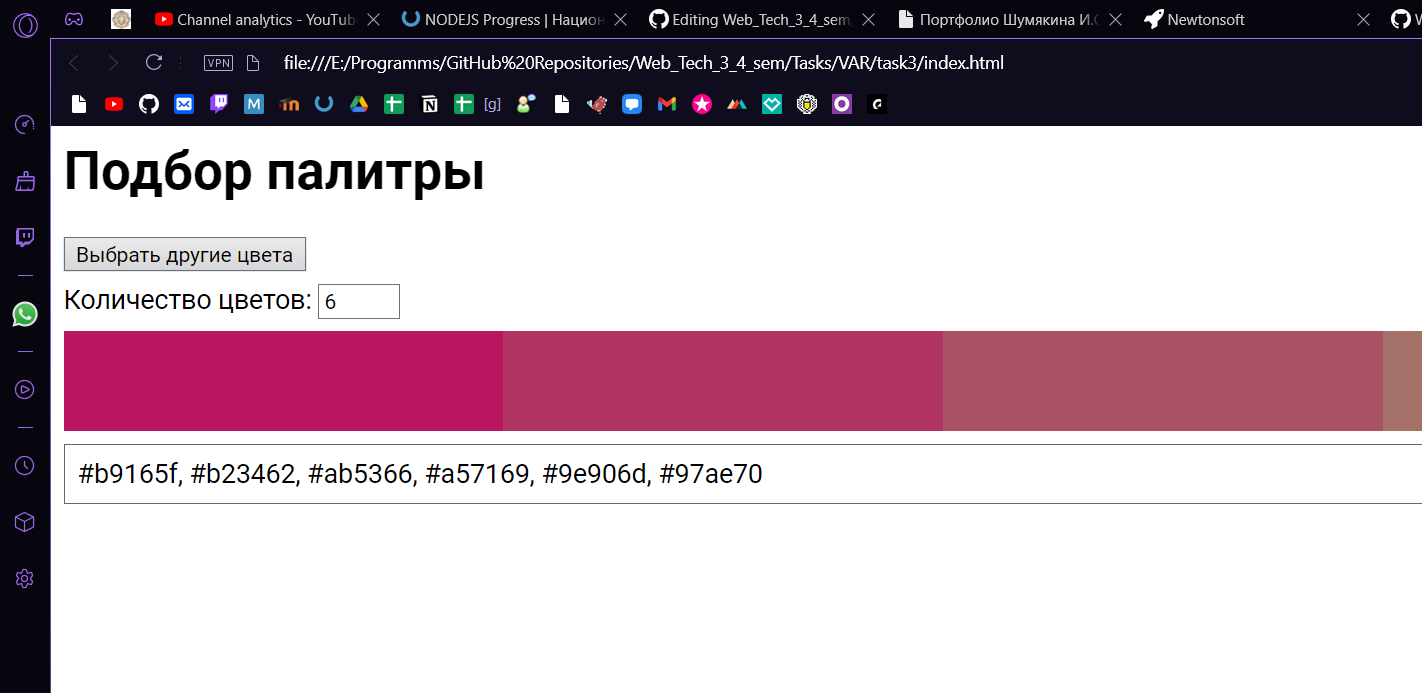 Channel analytics - YouTub
NODEJS Progress | Национ
Editing Web_Tech_3_4_sem
Портфолио Шумякина И.С
Newtonsoft
VPN
file:///E:/Programms/GitHub%20Repositories/Web_Tech_3_4_sem/Tasks/VAR/task3/index.html
M
N
[g]
Подбор палитры
Выбрать другие цвета
Количество цветов: 6
#b9165f, #b23462, #ab5366, #a57169, #9e906d, #97ae70